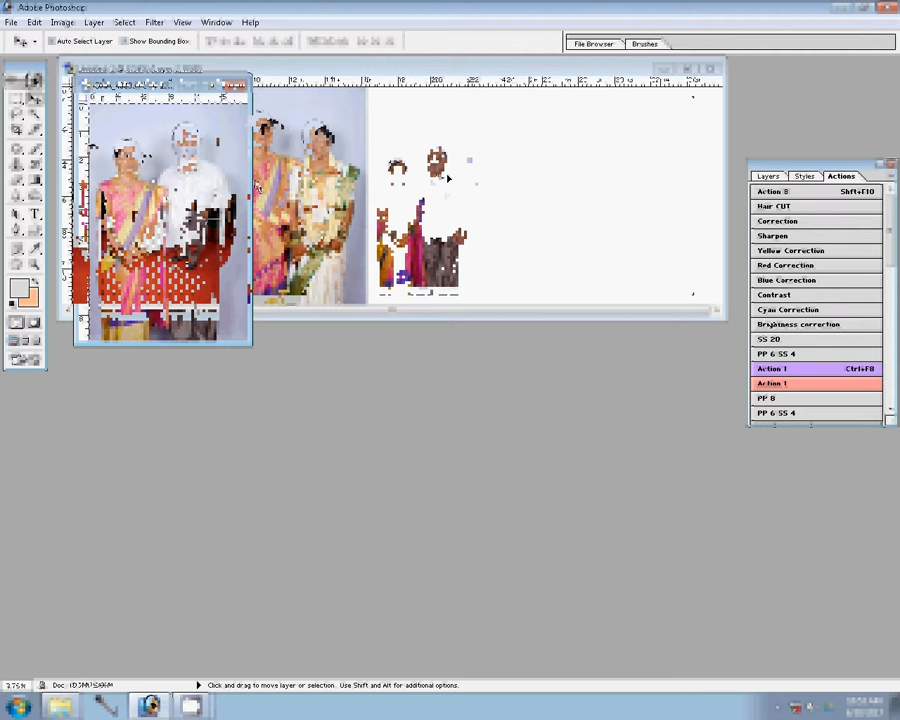 Adobe Photoshop
File Edit Image Layer Select Filter View Window Help
Auto Select Layer Show Bounding Box
File Browser Brushes
Layers Styles Actions
Action 8 Shft+F10
Hair CUT
Correction
Sharpen
Yellow Correction
Red Correction
Blue Correction
Contrast
Cyan Correction
Brightness correction
SS 20
PP 6 SS 4
Action 1 Ctrl+F8
Action 1
PP 8
PP 6 SS 4
Click and drag to move layer or selection. Use Shift and Alt for additional options.